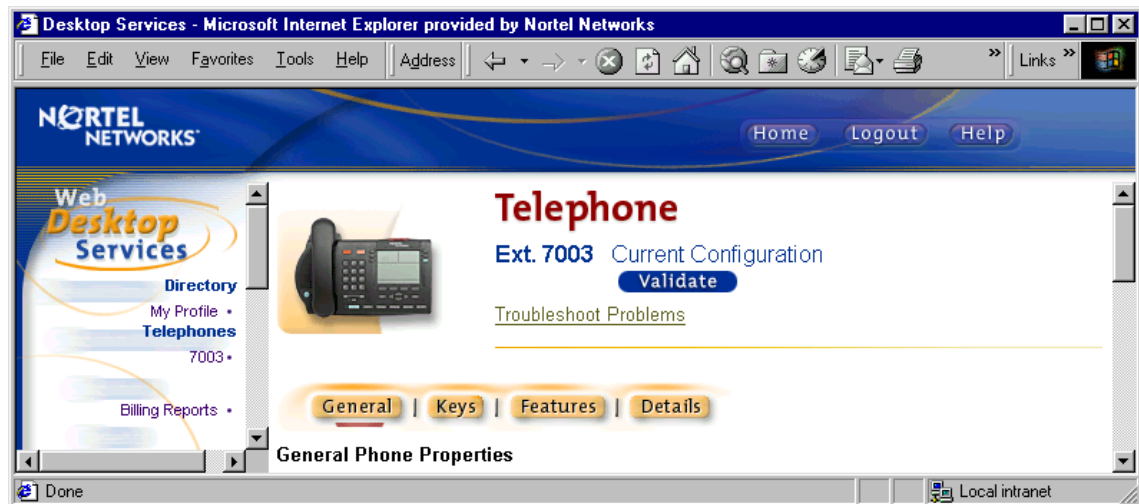 Desktop Services - Microsoft Internet Explorer provided by Nortel Networks
File Edit View Favorites Tools Help Address » Links »
NORTEL
NETWORKS
Home Logout Help
Web
Desktop
Services
Directory
My Profile •
Telephones
7003 •
Billing Reports •
Telephone
Ext. 7003 Current Configuration
Validate
Troubleshoot Problems
General | Keys | Features | Details
General Phone Properties
Done Local intranet